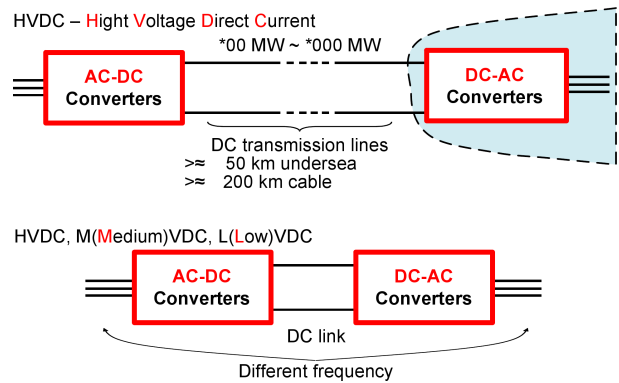 HVDC – Hight Voltage Direct Current
*00 MW ~ *000 MW
AC-DC
Converters
DC-AC
Converters
DC transmission lines
>≈ 50 km undersea
>≈ 200 km cable
HVDC, M(Medium)VDC, L(Low)VDC
AC-DC
Converters
DC-AC
Converters
DC link
Different frequency